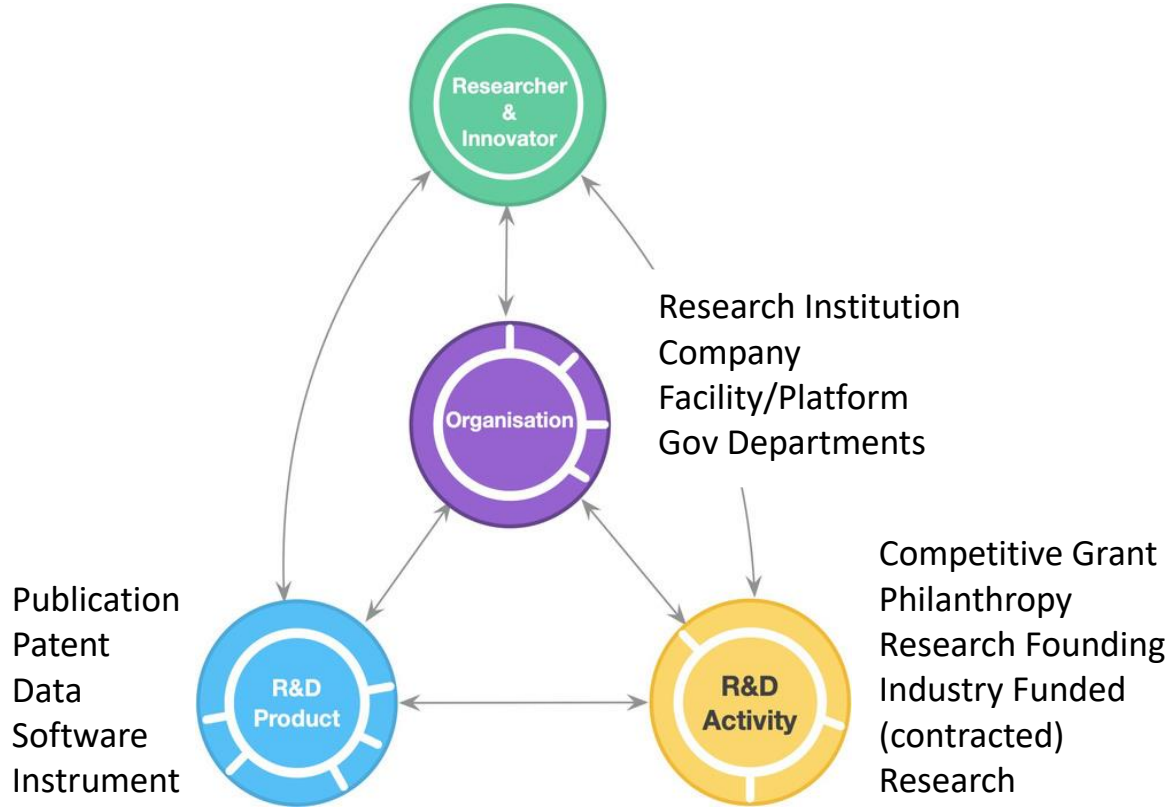 Researcher
&
Innovator
Research Institution
Company
Facility/Platform
Gov Departments
Organisation
Publication
Patent
Data
Software
Instrument
R&D
Product
R&D
Activity
Competitive Grant
Philanthropy
Research Founding
Industry Funded
(contracted)
Research